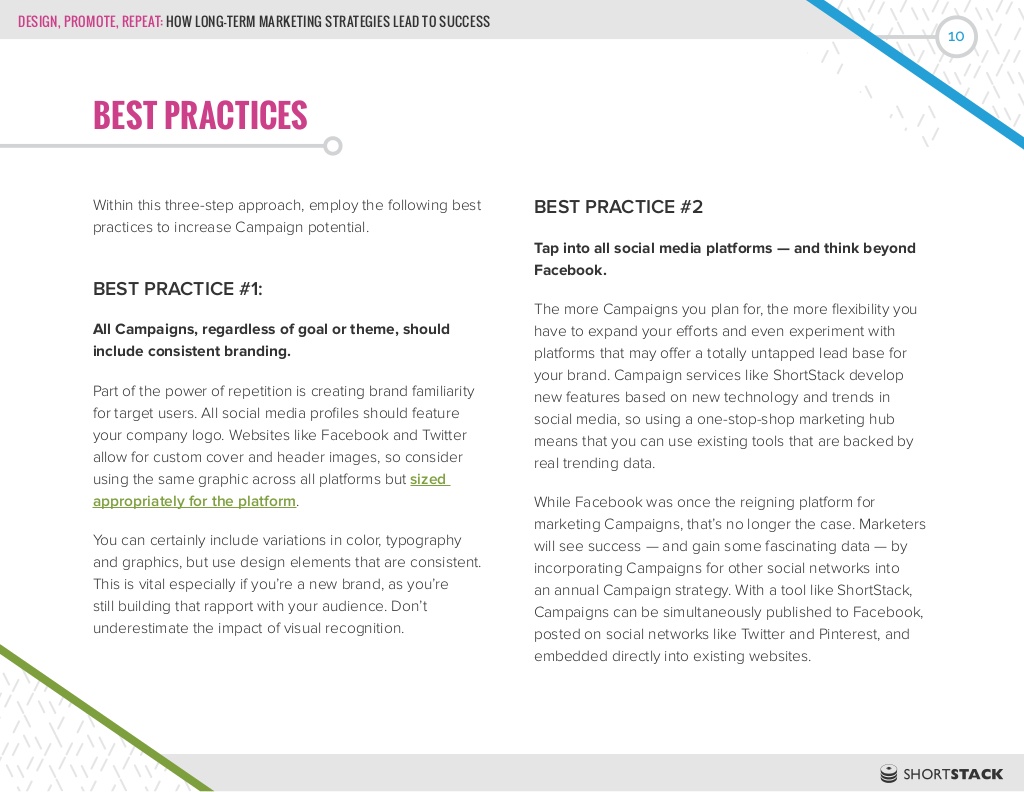 DESIGN, PROMOTE, REPEAT: HOW LONG-TERM MARKETING STRATEGIES LEAD TO SUCCESS
10
BEST PRACTICES
Within this three-step approach, employ the following best
practices to increase Campaign potential.
BEST PRACTICE #1:
All Campaigns, regardless of goal or theme, should
include consistent branding.
Part of the power of repetition is creating brand familiarity
for target users. All social media profiles should feature
your company logo. Websites like Facebook and Twitter
allow for custom cover and header images, so consider
using the same graphic across all platforms but sized
appropriately for the platform.
You can certainly include variations in color, typography
and graphics, but use design elements that are consistent.
This is vital especially if you’re a new brand, as you’re
still building that rapport with your audience. Don’t
underestimate the impact of visual recognition.
BEST PRACTICE #2
Tap into all social media platforms — and think beyond
Facebook.
The more Campaigns you plan for, the more flexibility you
have to expand your efforts and even experiment with
platforms that may offer a totally untapped lead base for
your brand. Campaign services like ShortStack develop
new features based on new technology and trends in
social media, so using a one-stop-shop marketing hub
means that you can use existing tools that are backed by
real trending data.
While Facebook was once the reigning platform for
marketing Campaigns, that’s no longer the case. Marketers
will see success — and gain some fascinating data — by
incorporating Campaigns for other social networks into
an annual Campaign strategy. With a tool like ShortStack,
Campaigns can be simultaneously published to Facebook,
posted on social networks like Twitter and Pinterest, and
embedded directly into existing websites.
SHORTSTACK